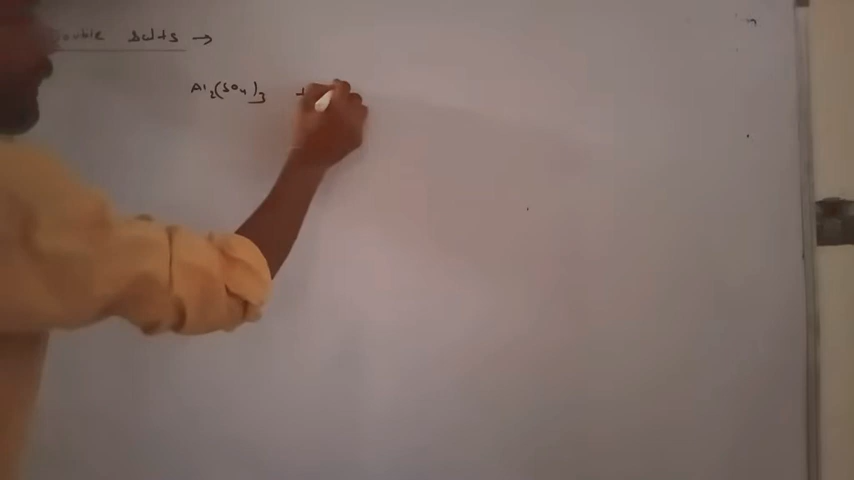 Double salts →
Al₂(SO₄)₃ +